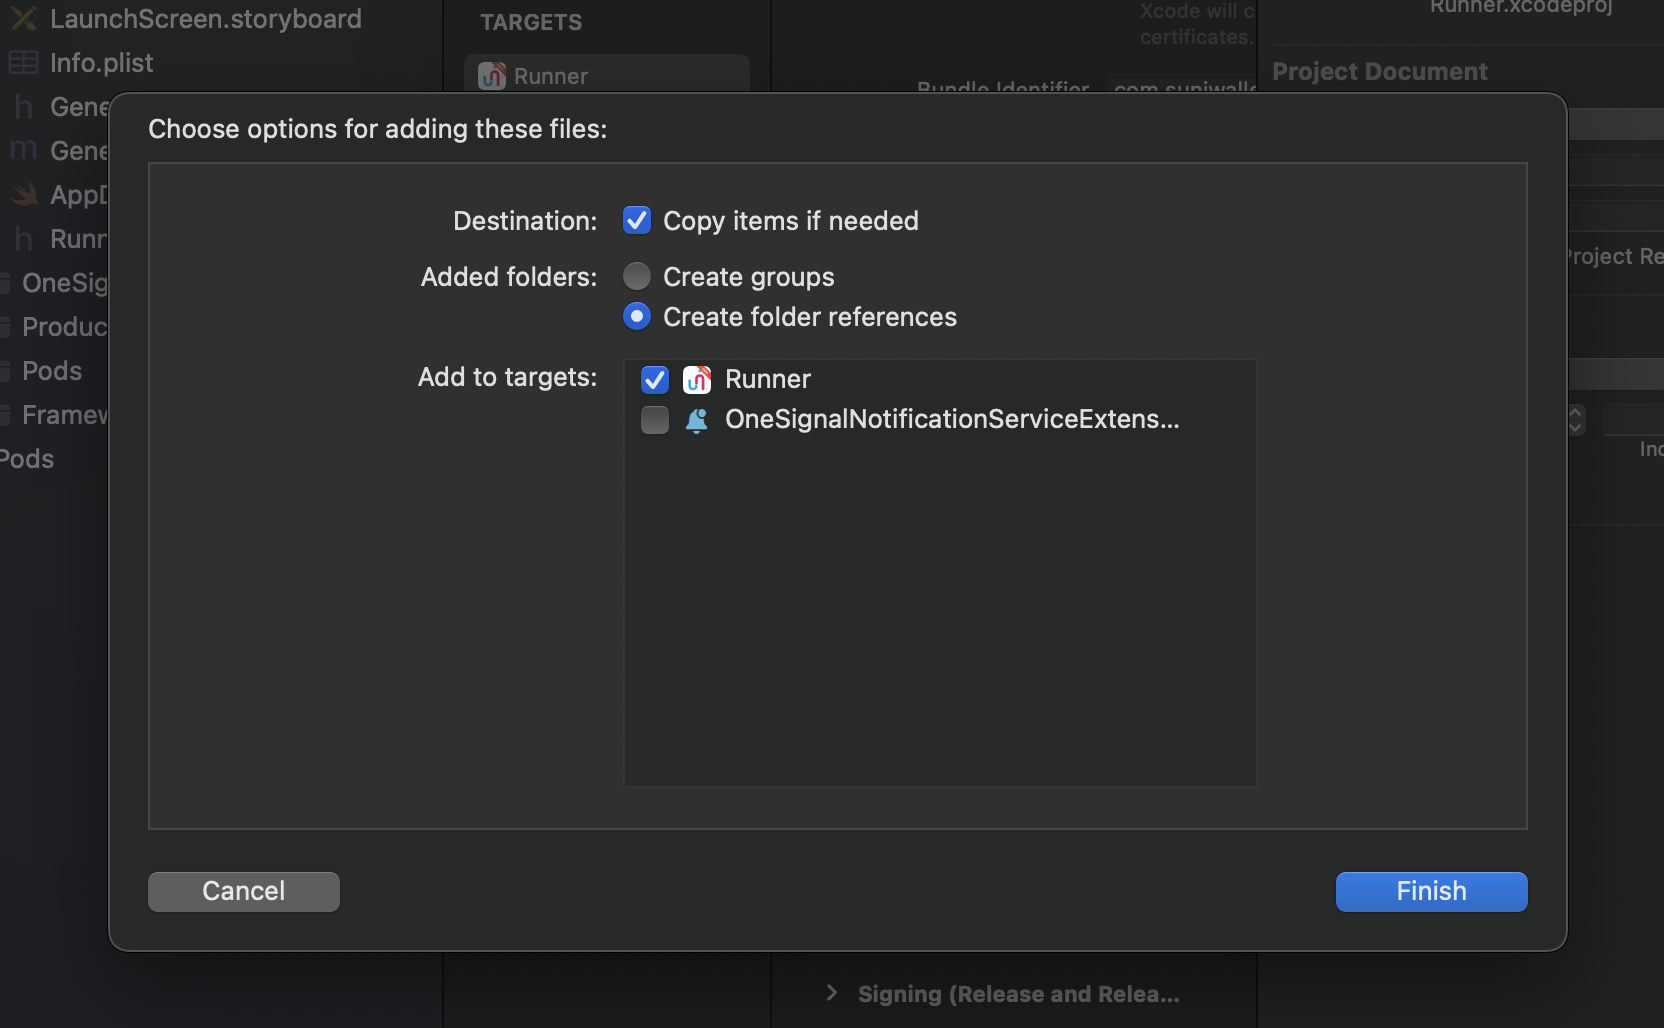 LaunchScreen.storyboard
Info.plist
Gene
Gene
AppD
Runn
OneSig
Produc
Pods
Framew
Pods
TARGETS
Runner
Xcode will c
certificates.
Bundle Identifier com.suniwalle
Runner.xcodeproj
Project Document
Project Re
Inc
Choose options for adding these files:
Destination: Copy items if needed
Added folders: Create groups
Create folder references
Add to targets: Runner
OneSignalNotificationServiceExtens...
Cancel
Finish
Signing (Release and Relea...